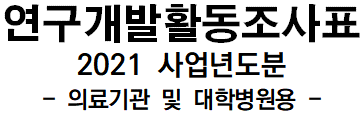 연구개발활동조사표
2021 사업년도분
- 의료기관 및 대학병원용 -